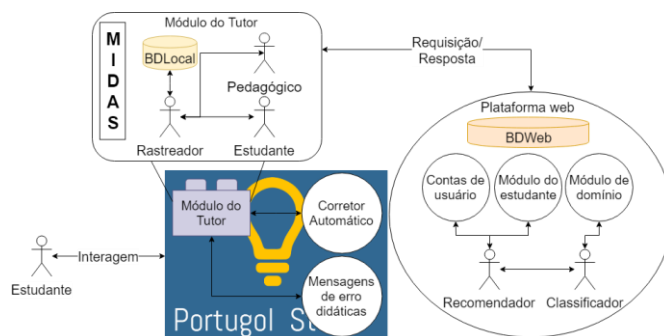 Módulo do Tutor
MIDAS
BDLocal
Pedagógico
Rastreador
Estudante
Requisição/
Resposta
Plataforma web
BDWeb
Contas de
usuário
Módulo do
estudante
Módulo de
domínio
Recomendador
Classificador
Módulo do
Tutor
Corretor
Automático
Interagem
Estudante
Mensagens
de erro
didáticas
Portugol